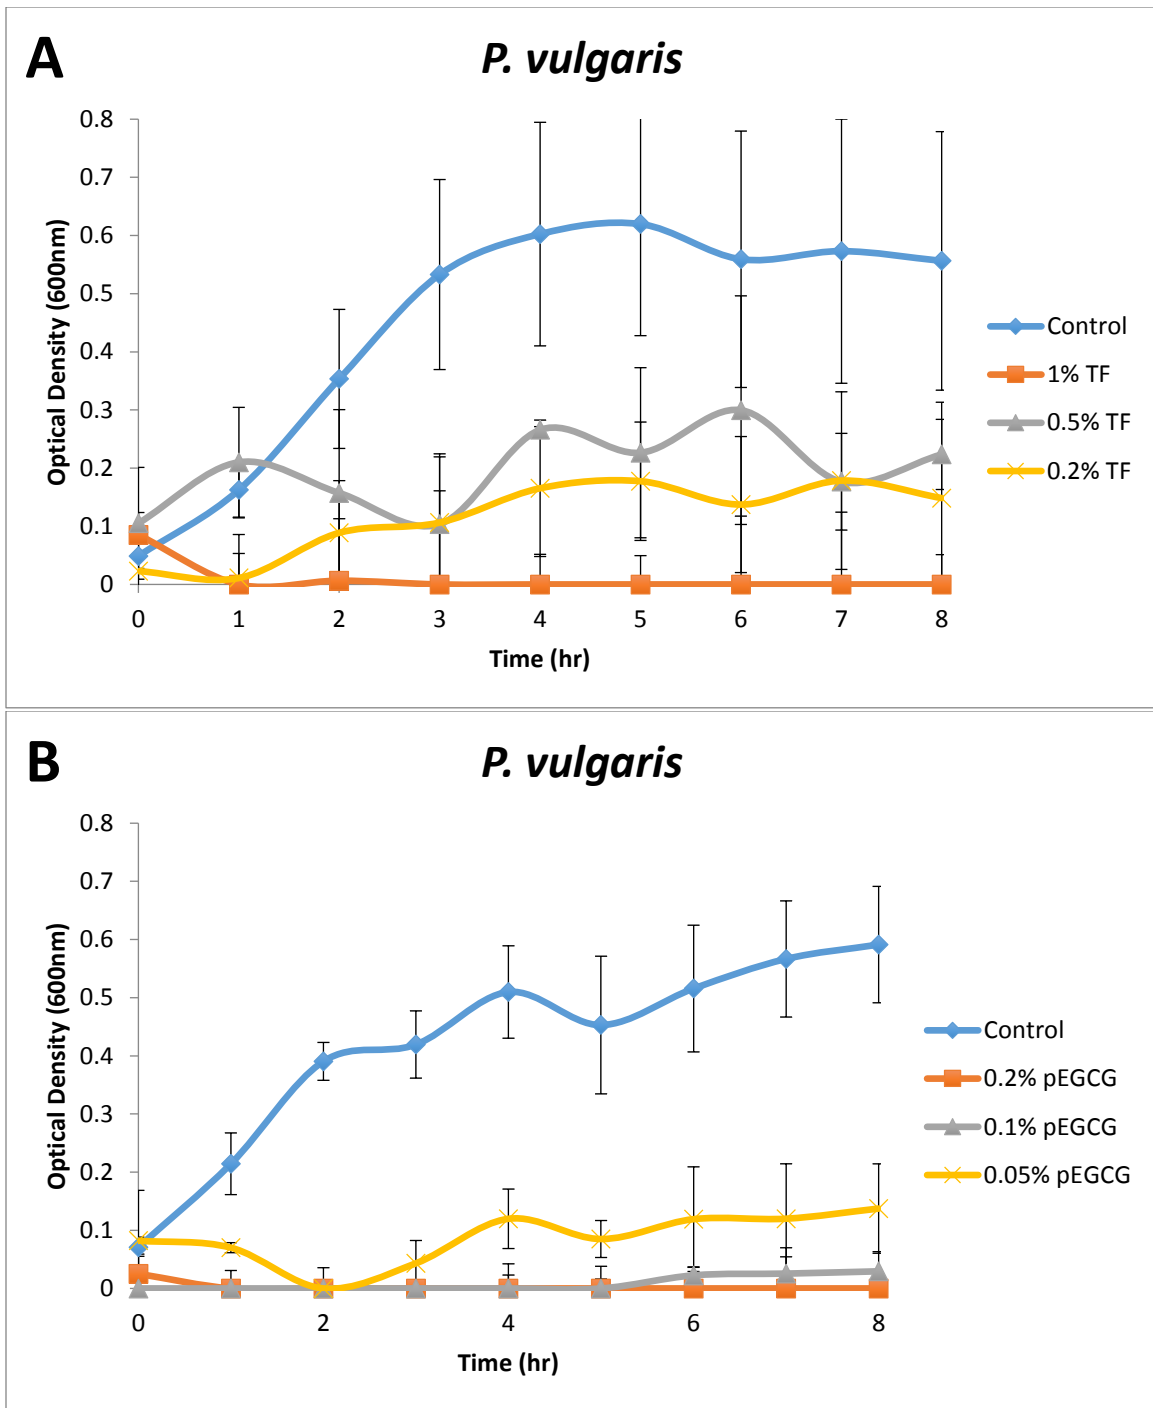 A
P. vulgaris
0.8
0.7
0.6
0.5
0.4
0.3
0.2
0.1
0
Optical Density (600nm)
0 1 2 3 4 5 6 7 8
Time (hr)
Control
1% TF
0.5% TF
0.2% TF
B
P. vulgaris
0.8
0.7
0.6
0.5
0.4
0.3
0.2
0.1
0
Optical Density (600nm)
0 2 4 6 8
Time (hr)
Control
0.2% pEGCG
0.1% pEGCG
0.05% pEGCG